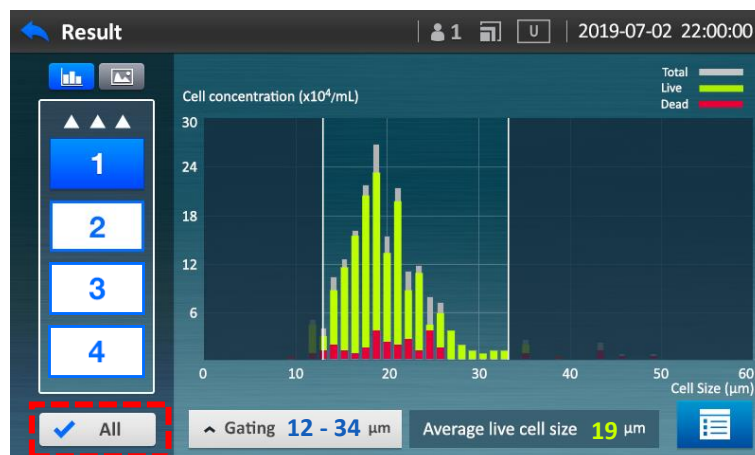 Result
1
U
2019-07-02 22:00:00
Total
Live
Dead
Cell concentration (x10⁴/mL)
30
24
18
12
6
0 10 20 30 40 50 60
Cell Size (μm)
1
2
3
4
All
Gating 12 - 34 μm
Average live cell size 19 μm